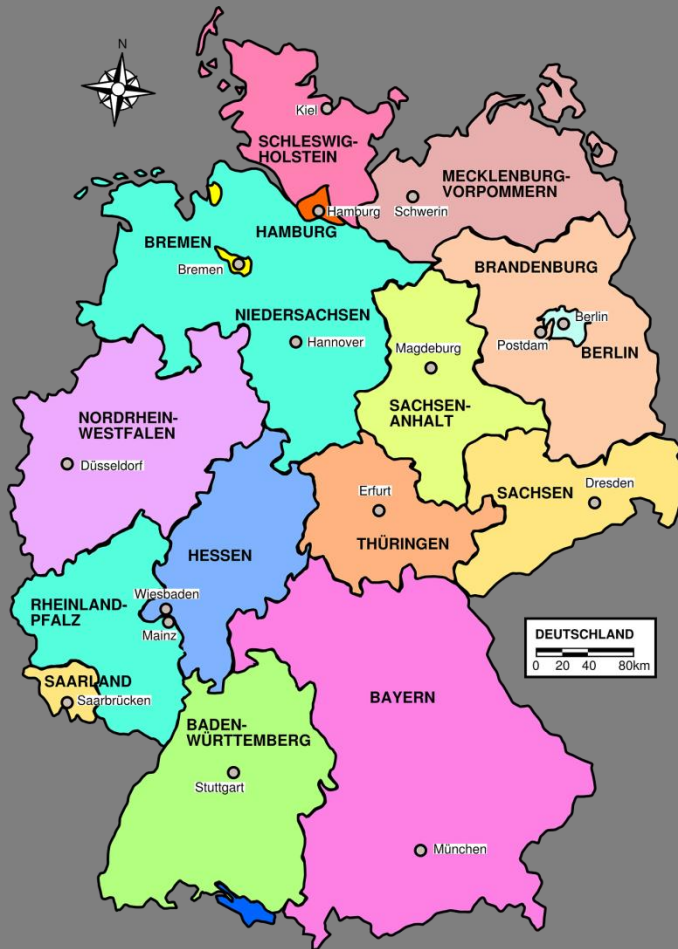 N
Kiel
SCHLESWIG-
HOLSTEIN
MECKLENBURG-
VORPOMMERN
Schwerin
Hamburg
HAMBURG
BREMEN
Bremen
BRANDENBURG
NIEDERSACHSEN
Hannover
Berlin
Postdam
BERLIN
Magdeburg
SACHSEN-
ANHALT
NORDRHEIN-
WESTFALEN
Düsseldorf
Erfurt
THÜRINGEN
SACHSEN
Dresden
HESSEN
Wiesbaden
Mainz
RHEINLAND-
PFALZ
SAARLAND
Saarbrücken
DEUTSCHLAND
0 20 40 80km
BAYERN
BADEN-
WÜRTTEMBERG
Stuttgart
München